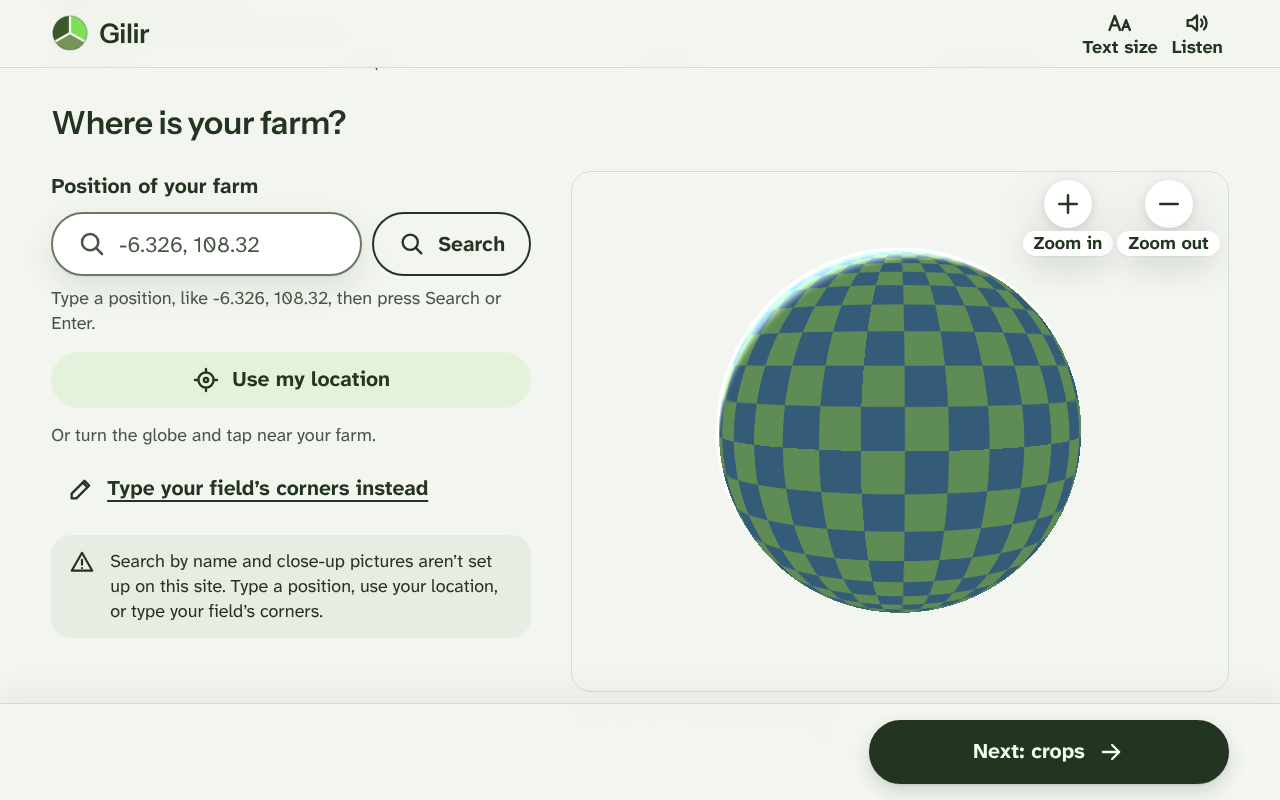 Gilir
Text size
Listen
Where is your farm?
Position of your farm
-6.326, 108.32
Search
Type a position, like -6.326, 108.32, then press Search or
Enter.
Use my location
Or turn the globe and tap near your farm.
Type your field’s corners instead
Search by name and close-up pictures aren’t set
up on this site. Type a position, use your location,
or type your field’s corners.
Zoom in
Zoom out
Next: crops